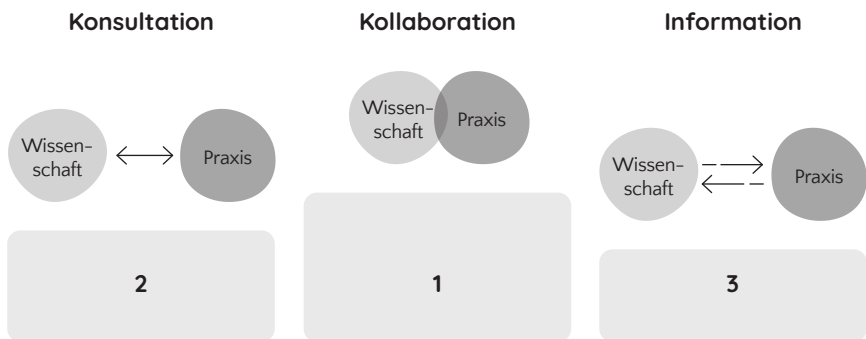 Konsultation
Kollaboration
Information
Wissen-
schaft
Praxis
Wissen-
schaft
Praxis
Wissen-
schaft
Praxis
2
1
3